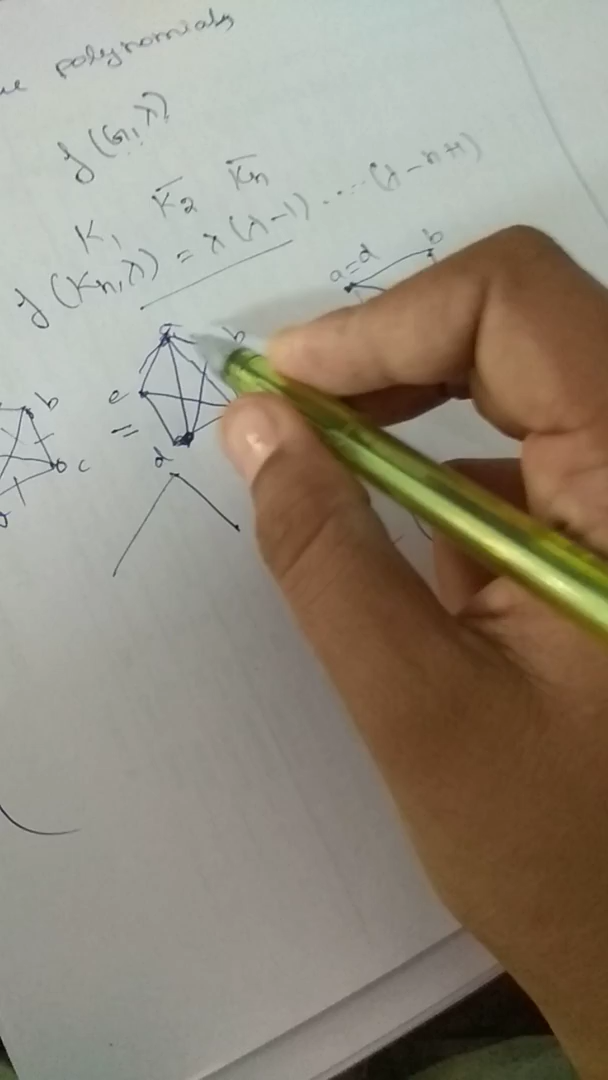 polynomials
f(G, λ)
K₁ K̅₂ K̅n
f(Kn, λ) = λ(λ-1) ....(λ-n+1)
a=d b
a b
e
b
=
c
d